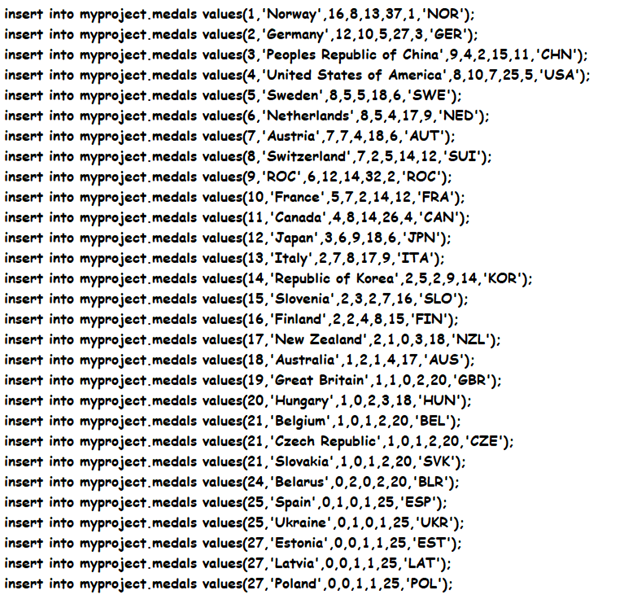 insert into myproject.medals values(1,'Norway',16,8,13,37,1,'NOR');
insert into myproject.medals values(2,'Germany',12,10,5,27,3,'GER');
insert into myproject.medals values(3,'Peoples Republic of China',9,4,2,15,11,'CHN');
insert into myproject.medals values(4,'United States of America',8,10,7,25,5,'USA');
insert into myproject.medals values(5,'Sweden',8,5,5,18,6,'SWE');
insert into myproject.medals values(6,'Netherlands',8,5,4,17,9,'NED');
insert into myproject.medals values(7,'Austria',7,7,4,18,6,'AUT');
insert into myproject.medals values(8,'Switzerland',7,2,5,14,12,'SUI');
insert into myproject.medals values(9,'ROC',6,12,14,32,2,'ROC');
insert into myproject.medals values(10,'France',5,7,2,14,12,'FRA');
insert into myproject.medals values(11,'Canada',4,8,14,26,4,'CAN');
insert into myproject.medals values(12,'Japan',3,6,9,18,6,'JPN');
insert into myproject.medals values(13,'Italy',2,7,8,17,9,'ITA');
insert into myproject.medals values(14,'Republic of Korea',2,5,2,9,14,'KOR');
insert into myproject.medals values(15,'Slovenia',2,3,2,7,16,'SLO');
insert into myproject.medals values(16,'Finland',2,2,4,8,15,'FIN');
insert into myproject.medals values(17,'New Zealand',2,1,0,3,18,'NZL');
insert into myproject.medals values(18,'Australia',1,2,1,4,17,'AUS');
insert into myproject.medals values(19,'Great Britain',1,1,0,2,20,'GBR');
insert into myproject.medals values(20,'Hungary',1,0,2,3,18,'HUN');
insert into myproject.medals values(21,'Belgium',1,0,1,2,20,'BEL');
insert into myproject.medals values(21,'Czech Republic',1,0,1,2,20,'CZE');
insert into myproject.medals values(21,'Slovakia',1,0,1,2,20,'SVK');
insert into myproject.medals values(24,'Belarus',0,2,0,2,20,'BLR');
insert into myproject.medals values(25,'Spain',0,1,0,1,25,'ESP');
insert into myproject.medals values(25,'Ukraine',0,1,0,1,25,'UKR');
insert into myproject.medals values(27,'Estonia',0,0,1,1,25,'EST');
insert into myproject.medals values(27,'Latvia',0,0,1,1,25,'LAT');
insert into myproject.medals values(27,'Poland',0,0,1,1,25,'POL');